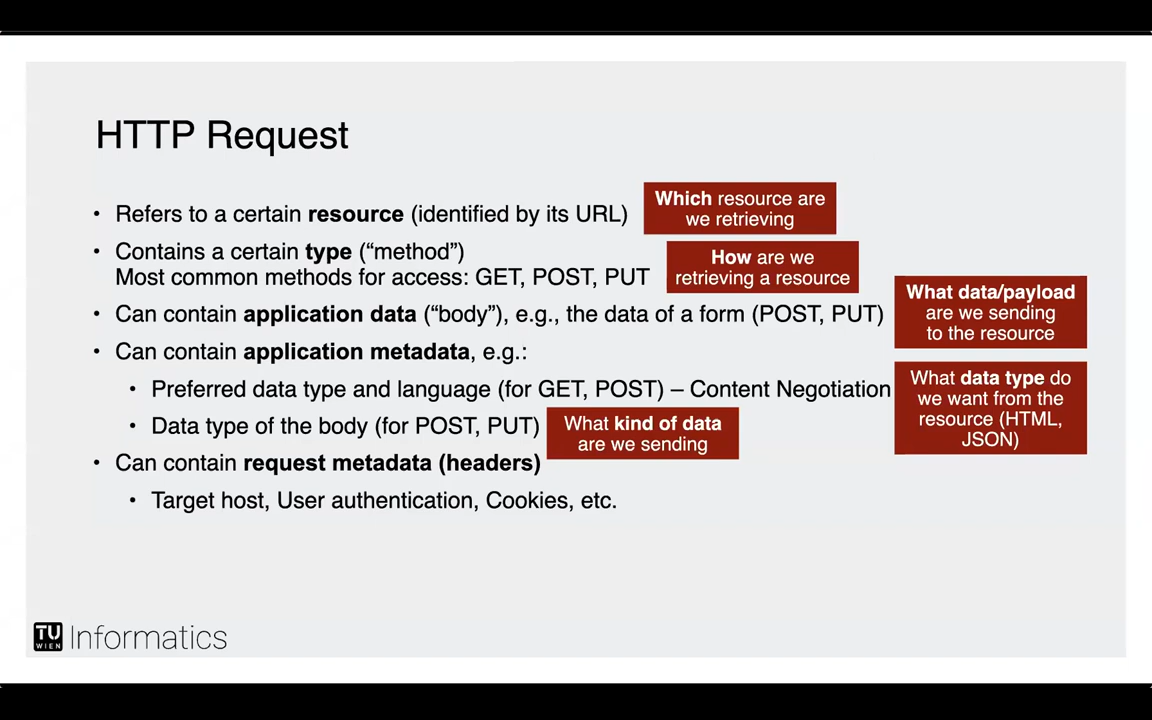 HTTP Request
• Refers to a certain resource (identified by its URL)
Which resource are
we retrieving
• Contains a certain type (“method”)
Most common methods for access: GET, POST, PUT
How are we
retrieving a resource
• Can contain application data (“body”), e.g., the data of a form (POST, PUT)
What data/payload
are we sending
to the resource
• Can contain application metadata, e.g.:
• Preferred data type and language (for GET, POST) – Content Negotiation
What data type do
we want from the
resource (HTML,
JSON)
• Data type of the body (for POST, PUT)
What kind of data
are we sending
• Can contain request metadata (headers)
• Target host, User authentication, Cookies, etc.
TU
WIEN
Informatics